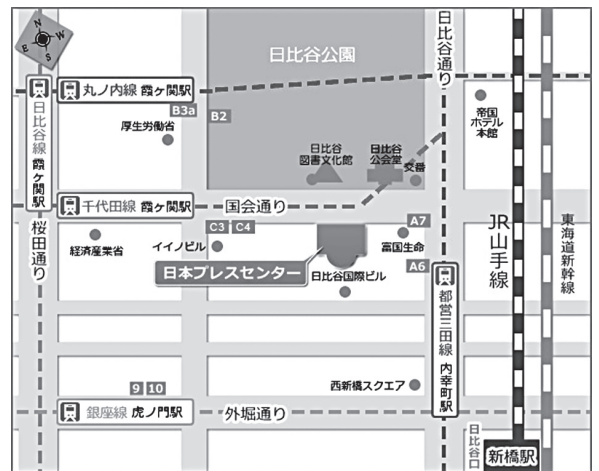 N
W
E
S
日比谷公園
日比谷通り
丸ノ内線 霞ヶ関駅
B3a
B2
厚生労働省
日比谷線 霞ヶ関駅
帝国
ホテル
本館
日比谷
図書文化館
日比谷
公会堂
交番
千代田線 霞ヶ関駅
国会通り
桜田通り
経済産業省
イイノビル
C3
C4
A7
富国生命
A6
日本プレスセンター
日比谷国際ビル
JR山手線
東海道新幹線
都営三田線 内幸町駅
西新橋スクエア
9
10
銀座線 虎ノ門駅
外堀通り
日比谷口
新橋駅